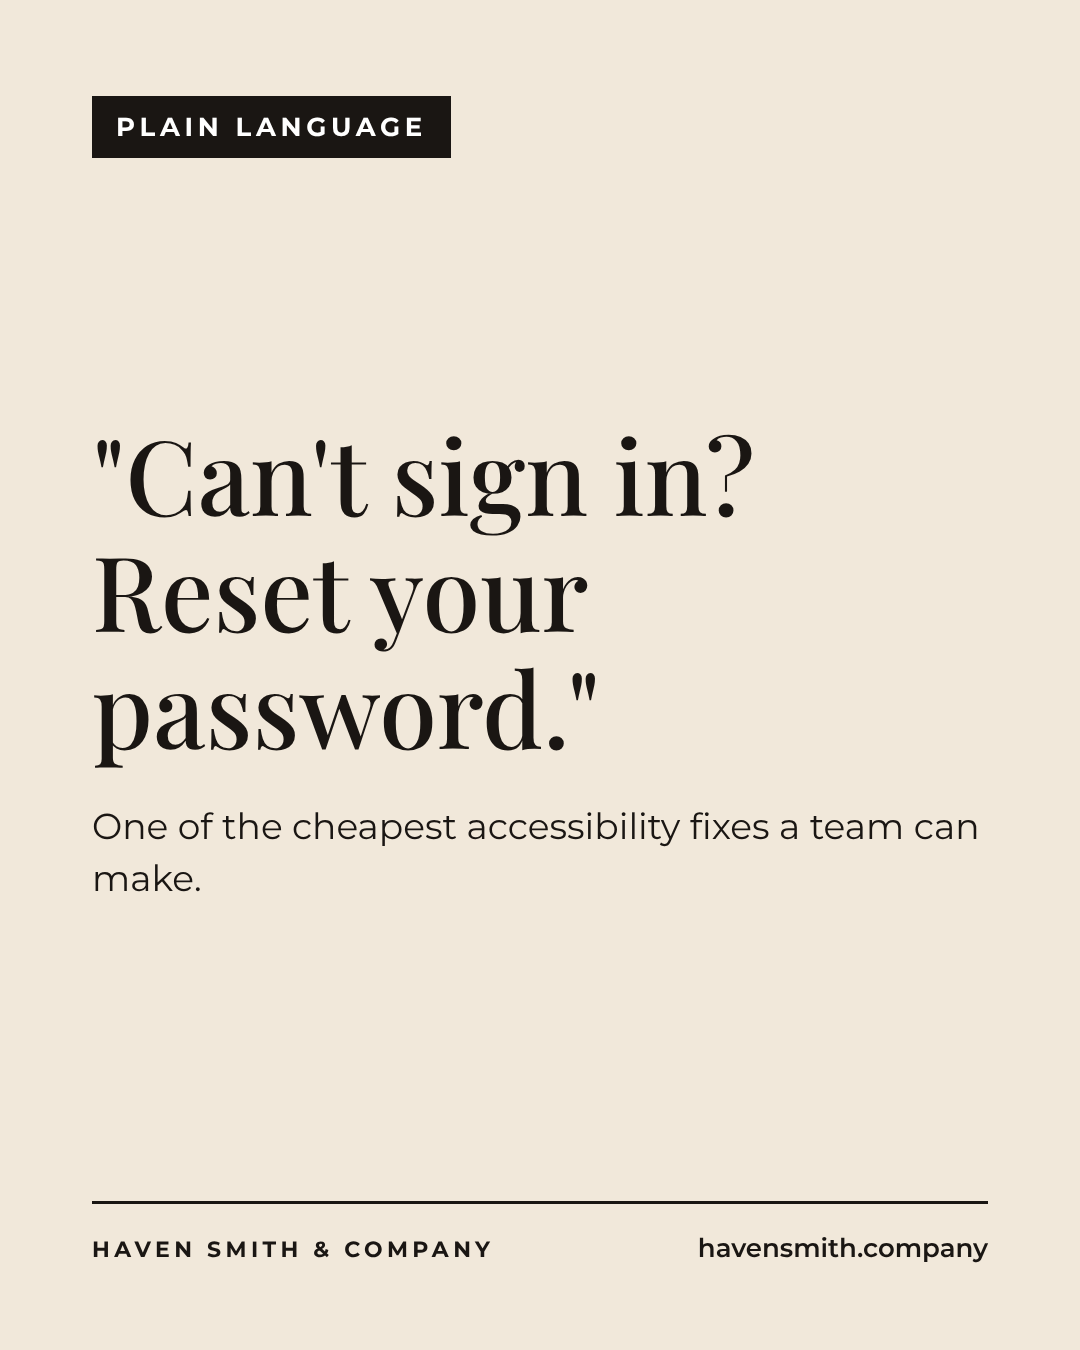 PLAIN LANGUAGE
"Can't sign in?
Reset your
password."
One of the cheapest accessibility fixes a team can
make.
HAVEN SMITH & COMPANY
havensmith.company